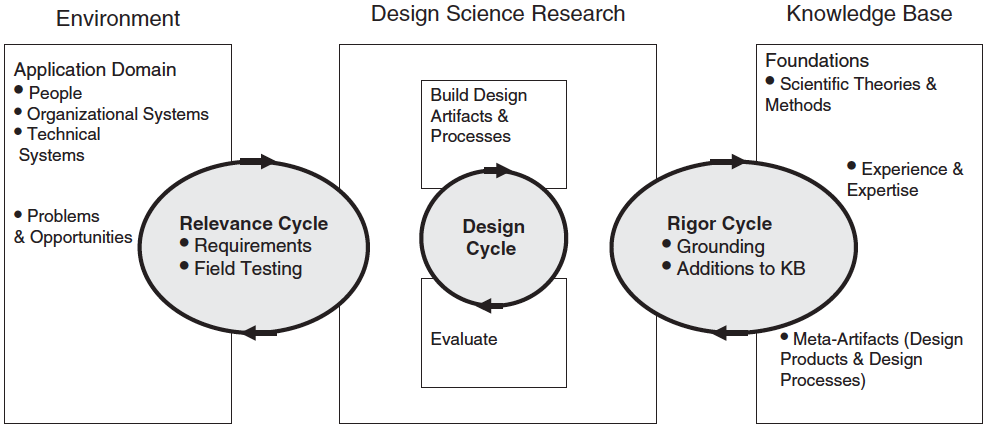 Environment
Design Science Research
Knowledge Base
Application Domain
● People
● Organizational Systems
● Technical
Systems
● Problems
& Opportunities
Relevance Cycle
● Requirements
● Field Testing
Build Design
Artifacts &
Processes
Design
Cycle
Evaluate
Rigor Cycle
● Grounding
● Additions to KB
Foundations
● Scientific Theories &
Methods
● Experience &
Expertise
● Meta-Artifacts (Design
Products & Design
Processes)